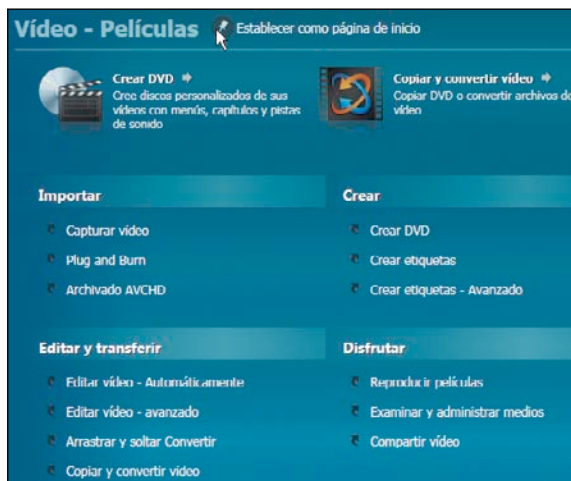 Vídeo - Películas
Establecer como página de inicio
Crear DVD
Cree discos personalizados de sus
vídeos con menús, capítulos y pistas
de sonido
Copiar y convertir vídeo
Copiar DVD o convertir archivos de
vídeo
Importar
Capturar vídeo
Plug and Burn
Archivado AVCHD
Crear
Crear DVD
Crear etiquetas
Crear etiquetas - Avanzado
Editar y transferir
Editar vídeo - Automáticamente
Editar vídeo - avanzado
Arrastrar y soltar Convertir
Copiar y convertir vídeo
Disfrutar
Reproducir películas
Examinar y administrar medios
Compartir vídeo